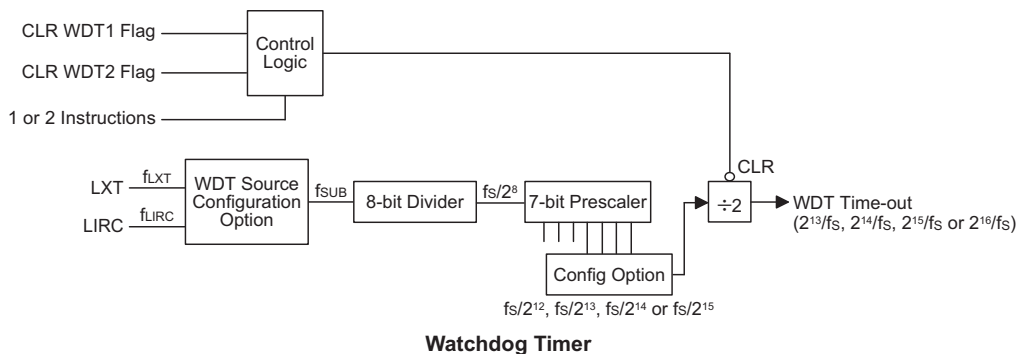 CLR WDT1 Flag
CLR WDT2 Flag
1 or 2 Instructions
Control
Logic
CLR
LXT
fLXT
LIRC
fLIRC
WDT Source
Configuration
Option
fSUB
8-bit Divider
fS/2⁸
7-bit Prescaler
÷2
WDT Time-out
(2¹³/fS, 2¹⁴/fS, 2¹⁵/fS or 2¹⁶/fS)
Config Option
fS/2¹², fS/2¹³, fS/2¹⁴ or fS/2¹⁵
Watchdog Timer